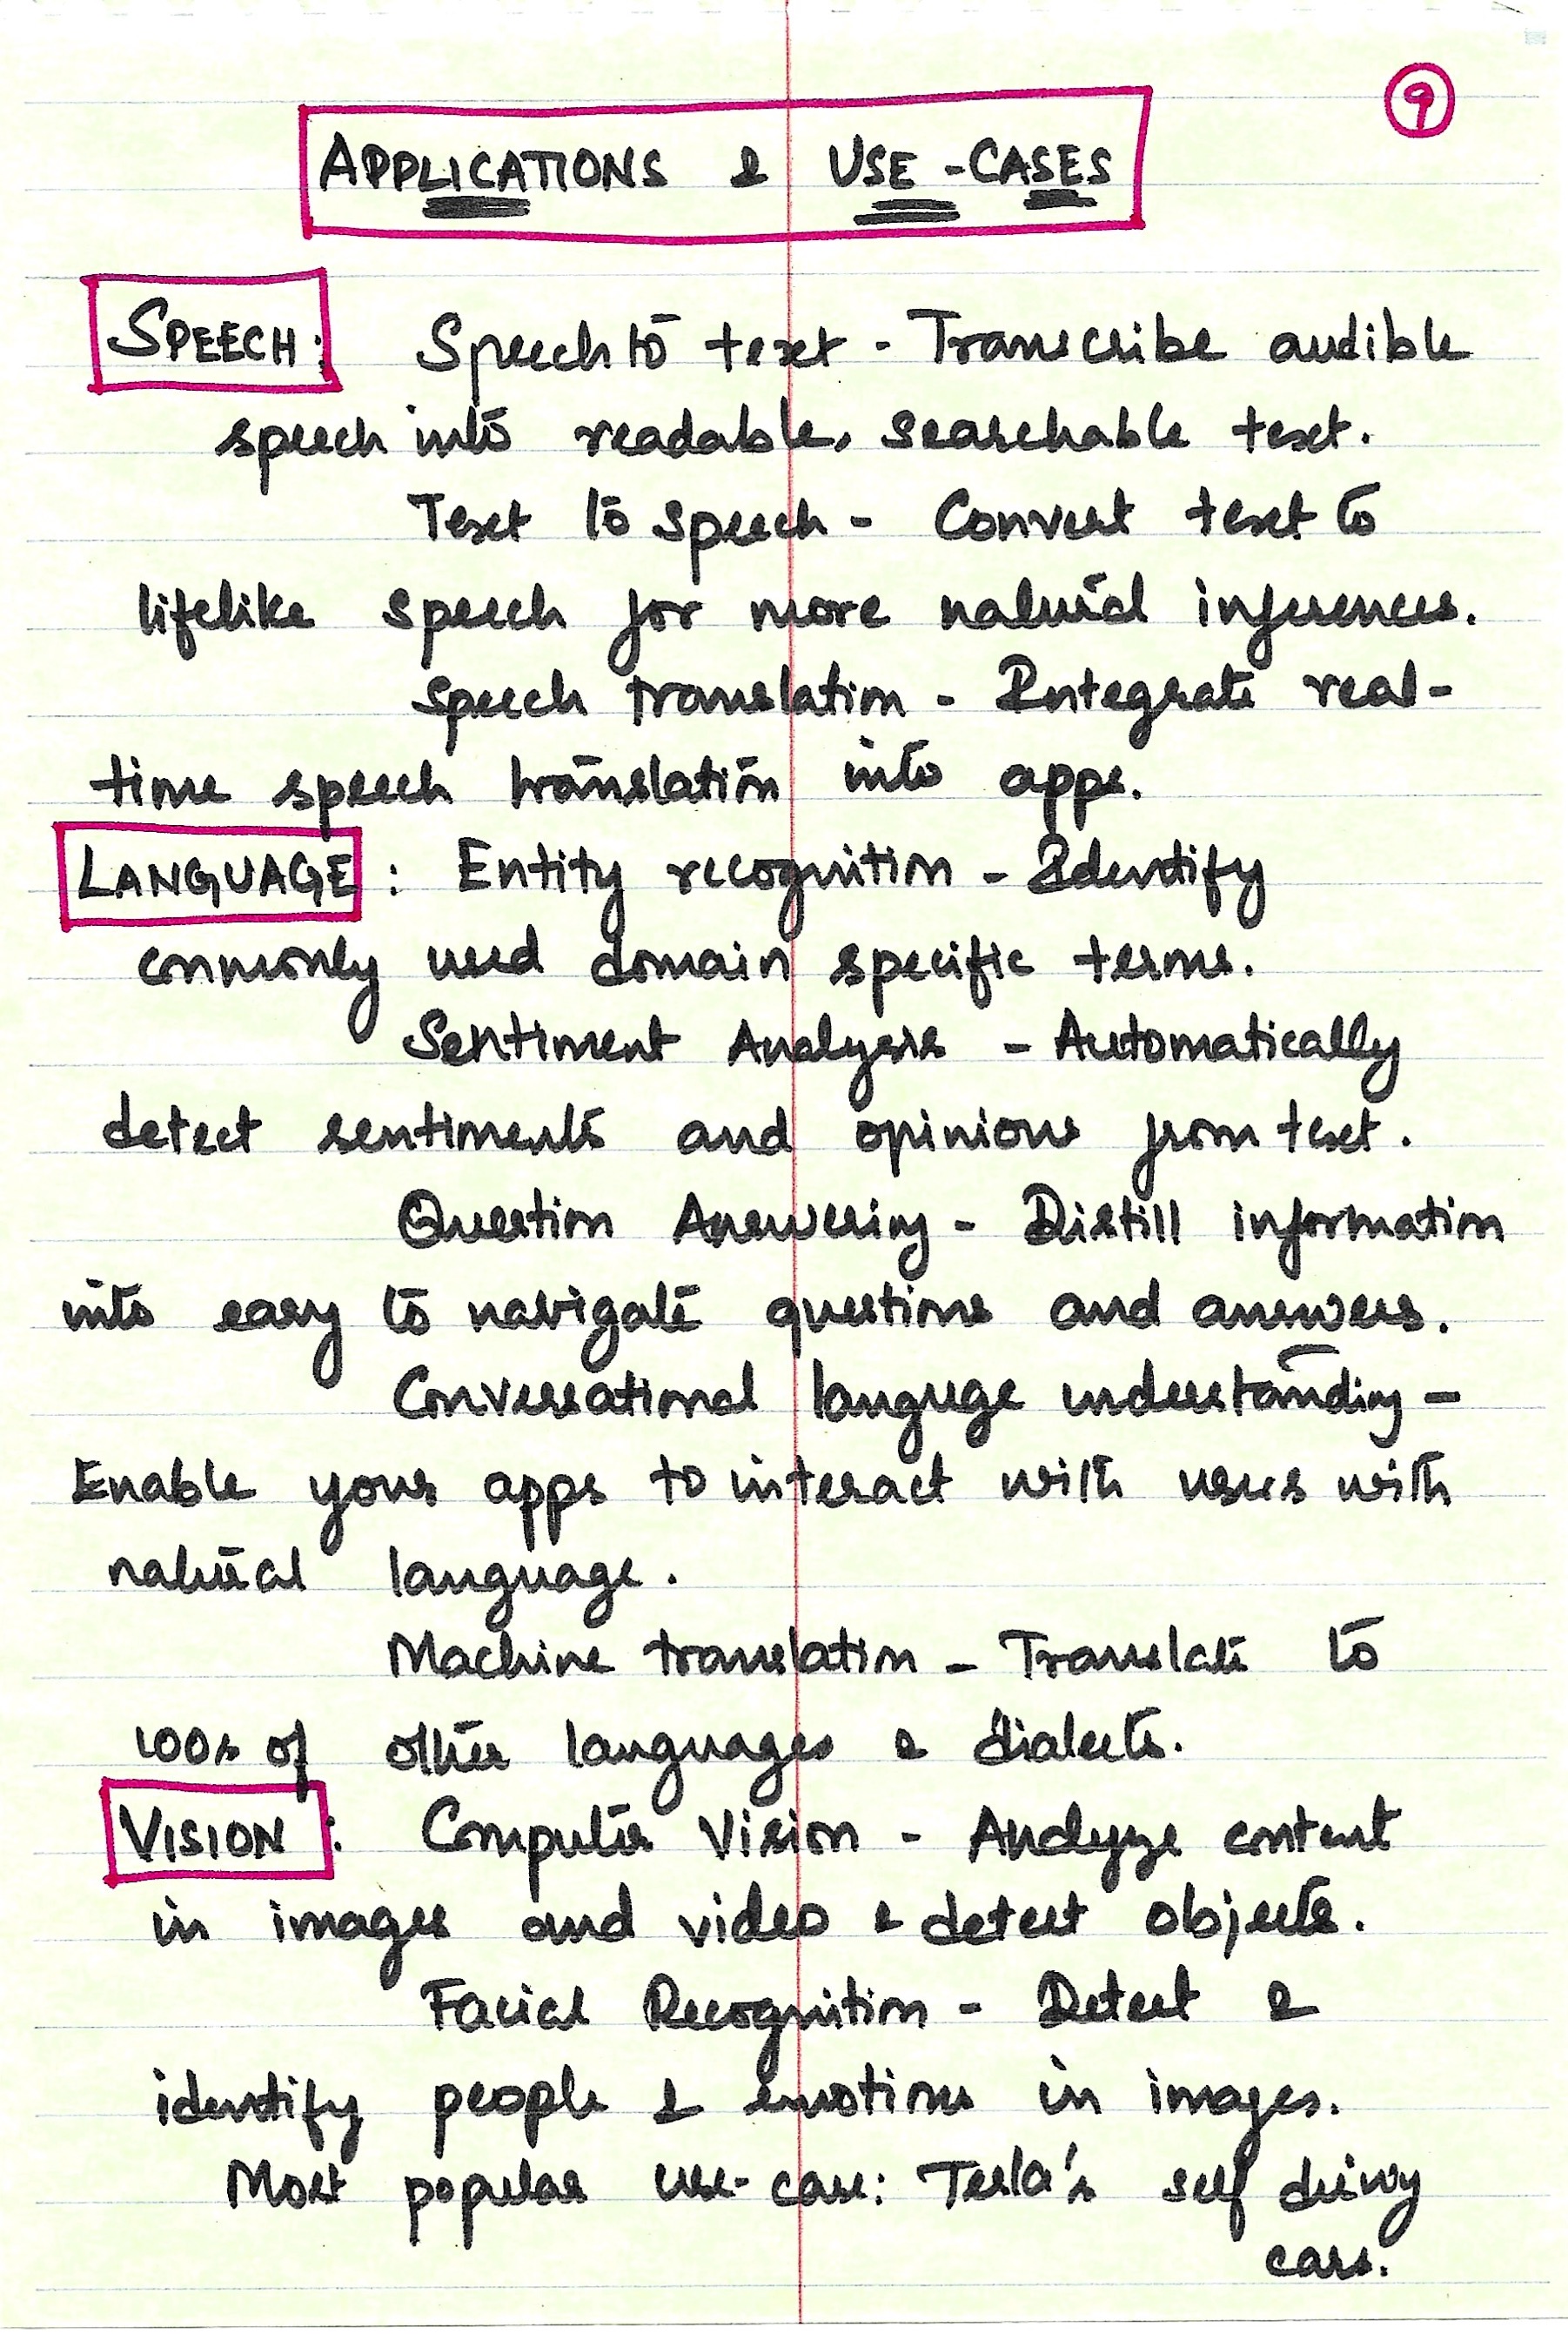 9
APPLICATIONS & USE-CASES
SPEECH: Speech to text - Transcribe audible
speech into readable, searchable text.
Text to speech - Convert text to
lifelike speech for more natural inferences.
Speech translation - Integrate real-
time speech translation into apps.
LANGUAGE: Entity recognition - Identify
commonly used domain specific terms.
Sentiment Analysis - Automatically
detect sentiments and opinions from text.
Question Answering - Distill information
into easy to navigate questions and answers.
Conversational languge understanding -
Enable your apps to interact with users with
natural language.
Machine translation - Translate to
100s of other languages & dialects.
VISION: Computer Vision - Analyze content
in images and video & detect objects.
Facial Recognition - Detect &
identify people & emotions in images.
Most popular use-case: Tesla's self driving
cars.